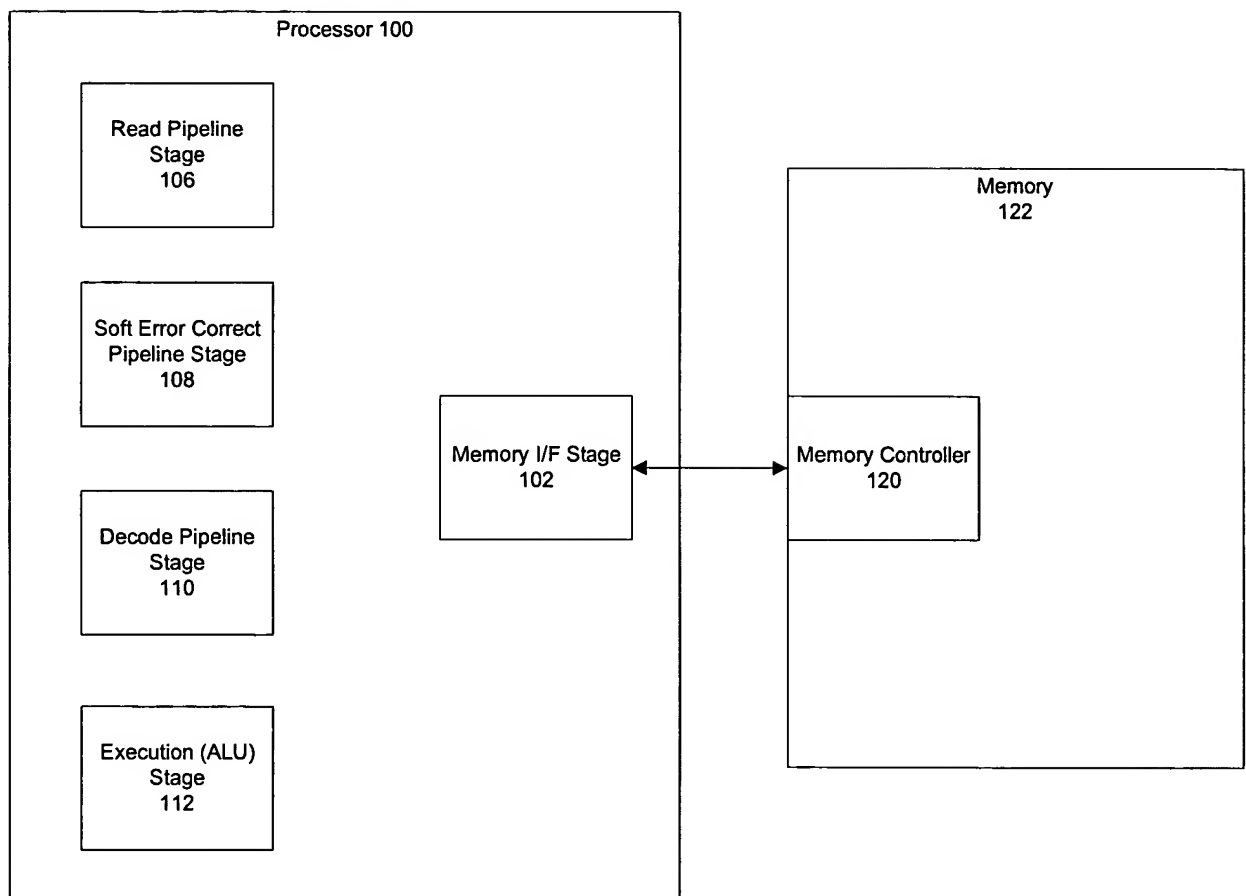 Processor 100
Read Pipeline
Stage
106
Soft Error Correct
Pipeline Stage
108
Decode Pipeline
Stage
110
Execution (ALU)
Stage
112
Memory I/F Stage
102
Memory
122
Memory Controller
120